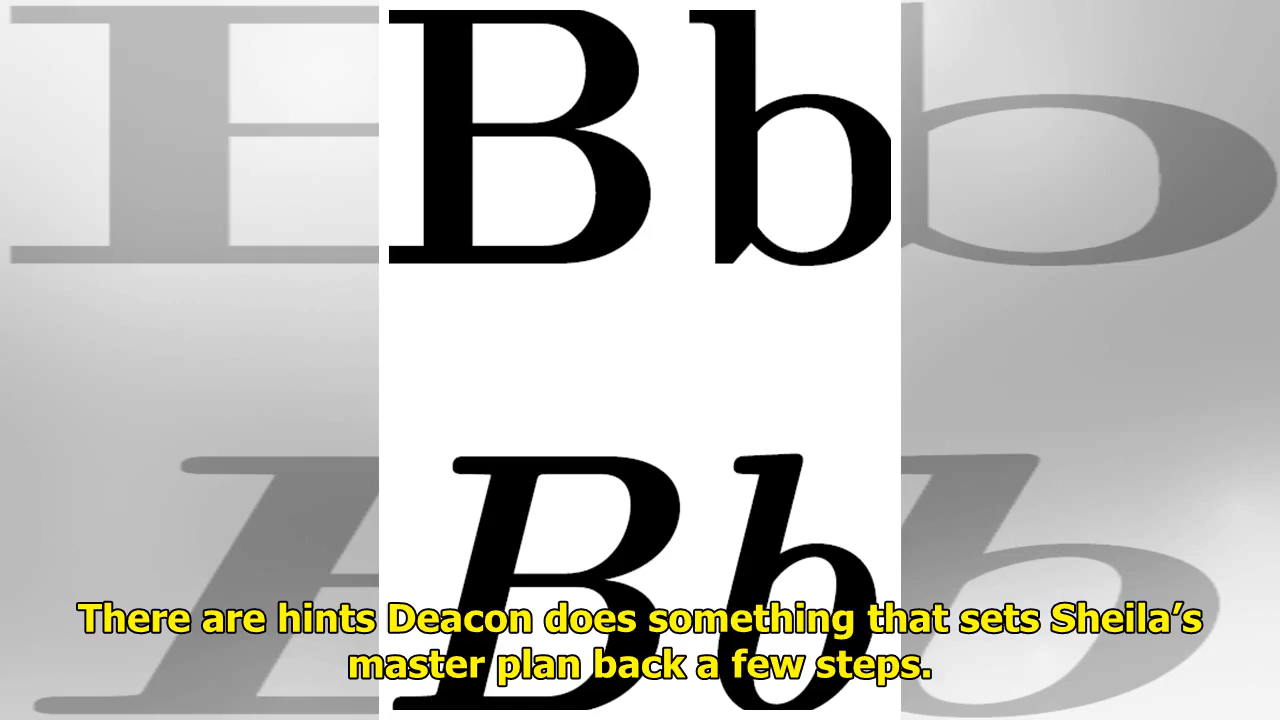 Bb
Bb
There are hints Deacon does something that sets Sheila’s
master plan back a few steps.